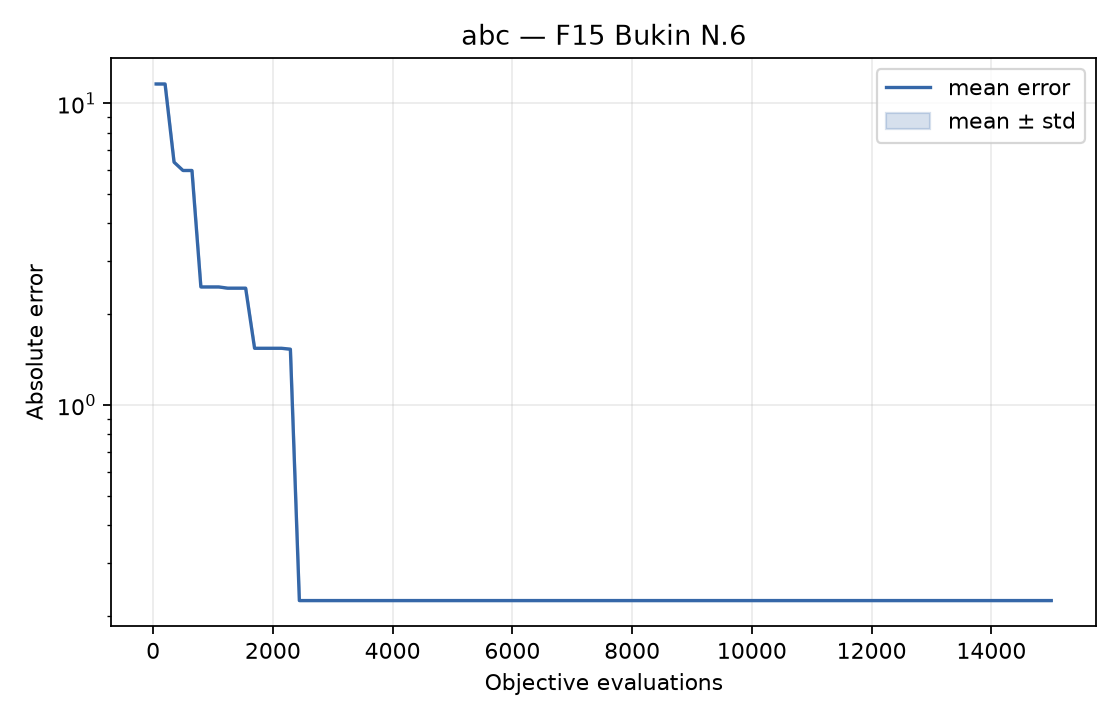 abc — F15 Bukin N.6
mean error
mean ± std
Absolute error
10¹
10⁰
0 2000 4000 6000 8000 10000 12000 14000
Objective evaluations